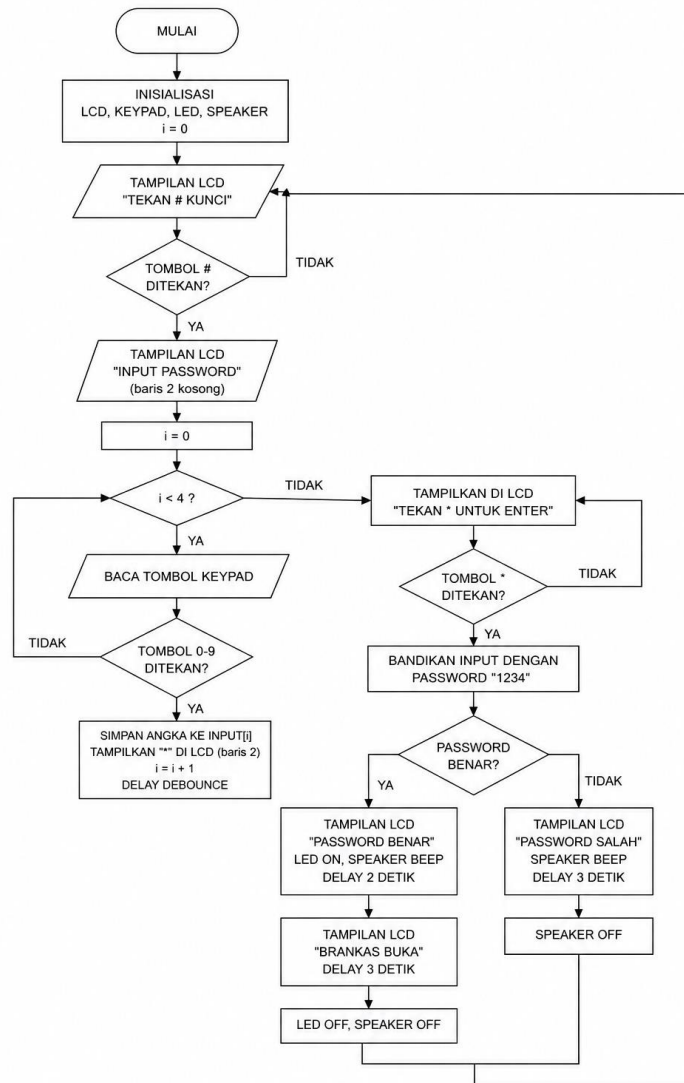 MULAI
INISIALISASI
LCD, KEYPAD, LED, SPEAKER
i = 0
TAMPILAN LCD
"TEKAN # KUNCI"
TOMBOL #
DITEKAN?
TIDAK
YA
TAMPILAN LCD
"INPUT PASSWORD"
(baris 2 kosong)
i = 0
i < 4 ?
TIDAK
YA
BACA TOMBOL KEYPAD
TOMBOL 0-9
DITEKAN?
TIDAK
YA
SIMPAN ANGKA KE INPUT[i]
TAMPILKAN "*" DI LCD (baris 2)
i = i + 1
DELAY DEBOUNCE
TAMPILKAN DI LCD
"TEKAN * UNTUK ENTER"
TOMBOL *
DITEKAN?
TIDAK
YA
BANDIKAN INPUT DENGAN
PASSWORD "1234"
PASSWORD
BENAR?
YA
TIDAK
TAMPILAN LCD
"PASSWORD BENAR"
LED ON, SPEAKER BEEP
DELAY 2 DETIK
TAMPILAN LCD
"BRANKAS BUKA"
DELAY 3 DETIK
LED OFF, SPEAKER OFF
TAMPILAN LCD
"PASSWORD SALAH"
SPEAKER BEEP
DELAY 3 DETIK
SPEAKER OFF